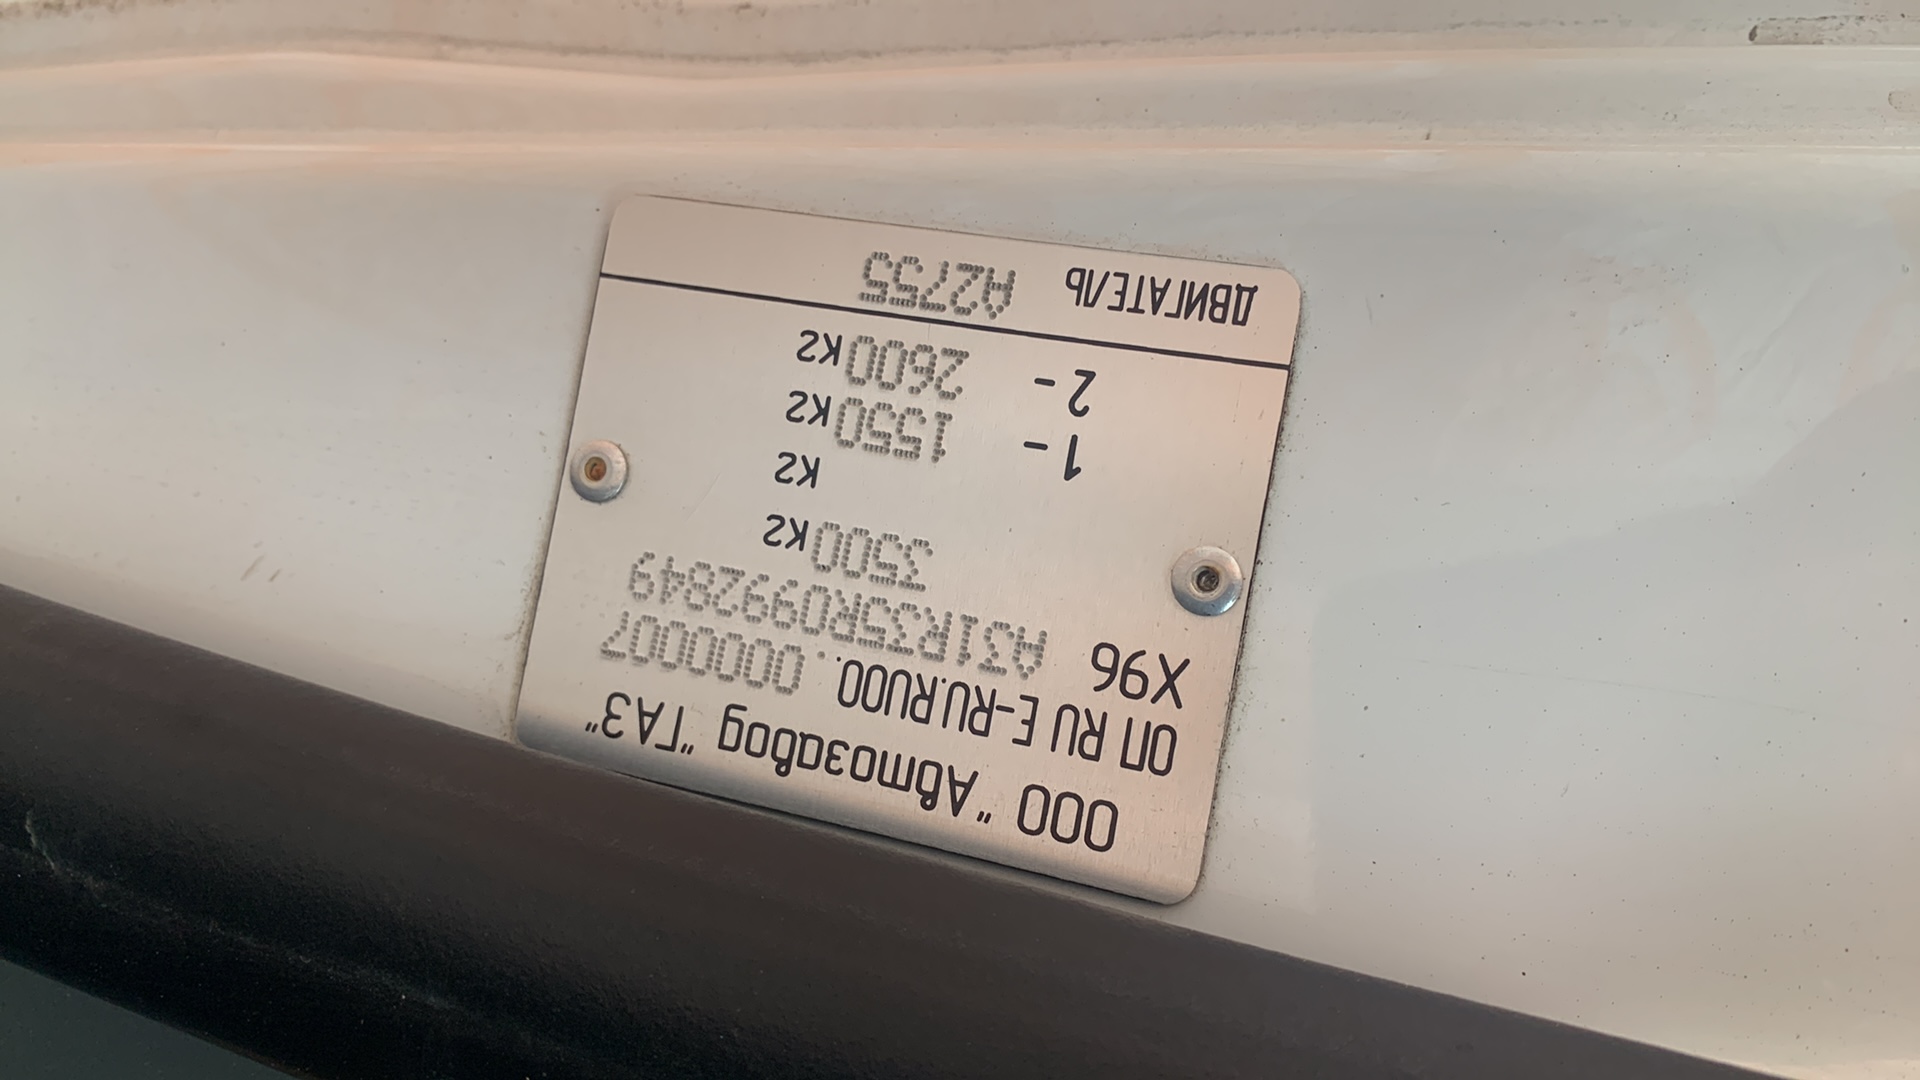 ООО "Автозавод "ГАЗ"
ОП RU E-RU.RU00. 0000007
X96 A31R35R0992849
3500 кг
кг
1 - 1550 кг
2 - 2600 кг
ДВИГАТЕЛЬ A2755